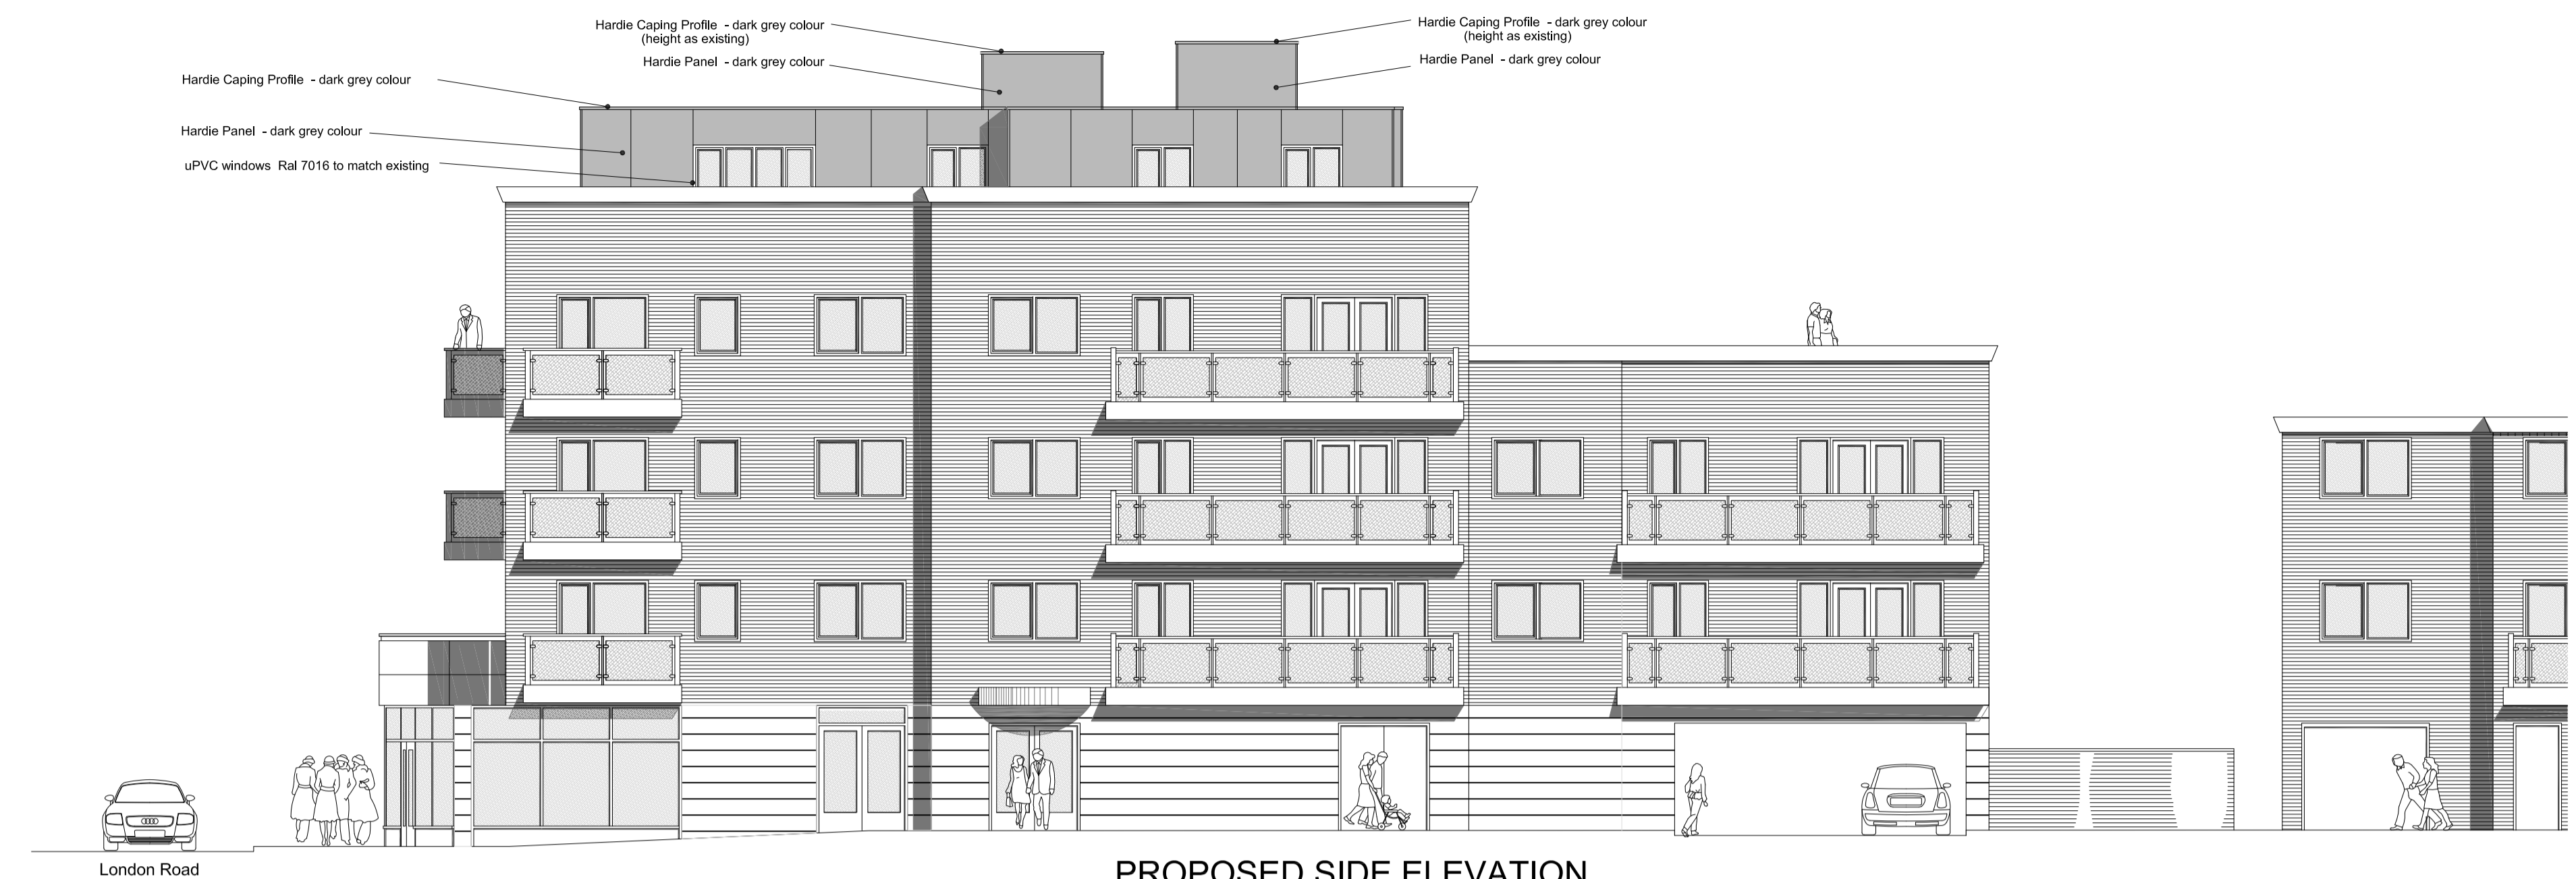 Hardie Caping Profile - dark grey colour
(height as existing)
Hardie Panel - dark grey colour
Hardie Caping Profile - dark grey colour
(height as existing)
Hardie Panel - dark grey colour
Hardie Caping Profile - dark grey colour
Hardie Panel - dark grey colour
uPVC windows Ral 7016 to match existing
London Road
PROPOSED SIDE ELEVATION